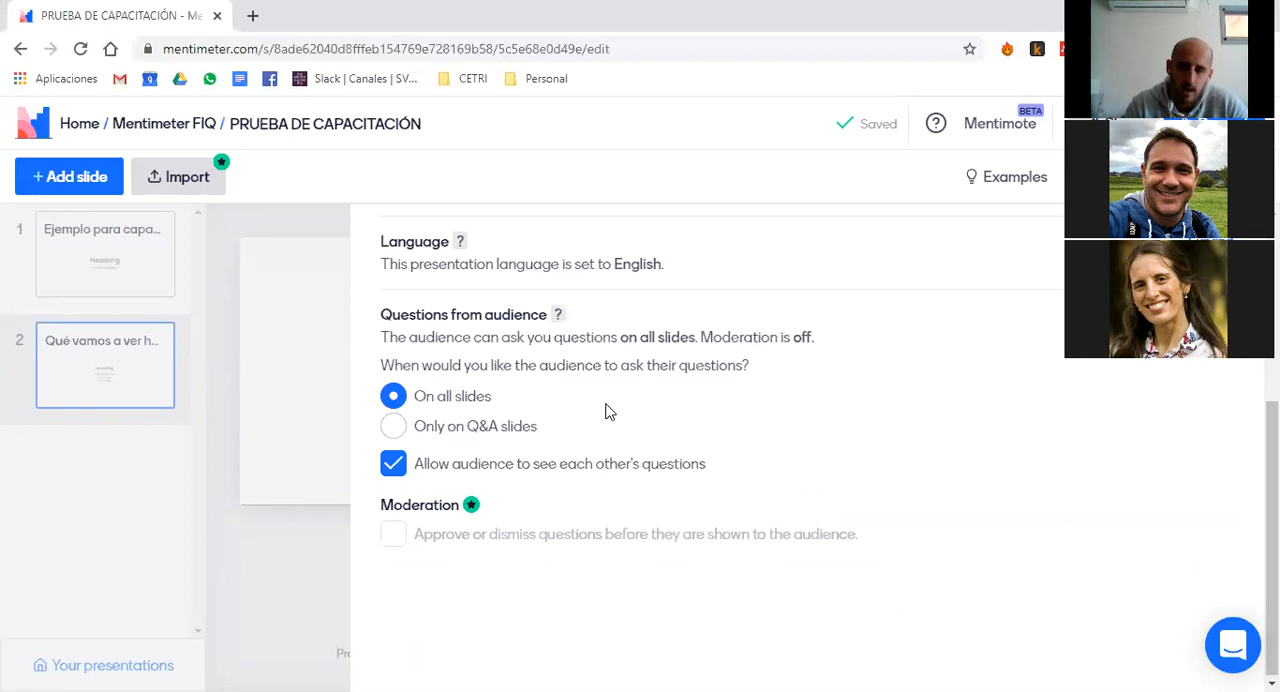 PRUEBA DE CAPACITACIÓN - Me
mentimeter.com/s/8ade62040d8fffeb154769e728169b58/5c5e68e0d49e/edit
Aplicaciones
Slack | Canales | SV...
CETRI
Personal
Home / Mentimeter FIQ / PRUEBA DE CAPACITACIÓN
Saved
?
Mentimote
BETA
+ Add slide
Import
Examples
1
Ejemplo para capa...
Heading
2
Qué vamos a ver h...
Language ?
This presentation language is set to English.
Questions from audience ?
The audience can ask you questions on all slides. Moderation is off.
When would you like the audience to ask their questions?
On all slides
Only on Q&A slides
Allow audience to see each other's questions
Moderation
Approve or dismiss questions before they are shown to the audience.
Your presentations